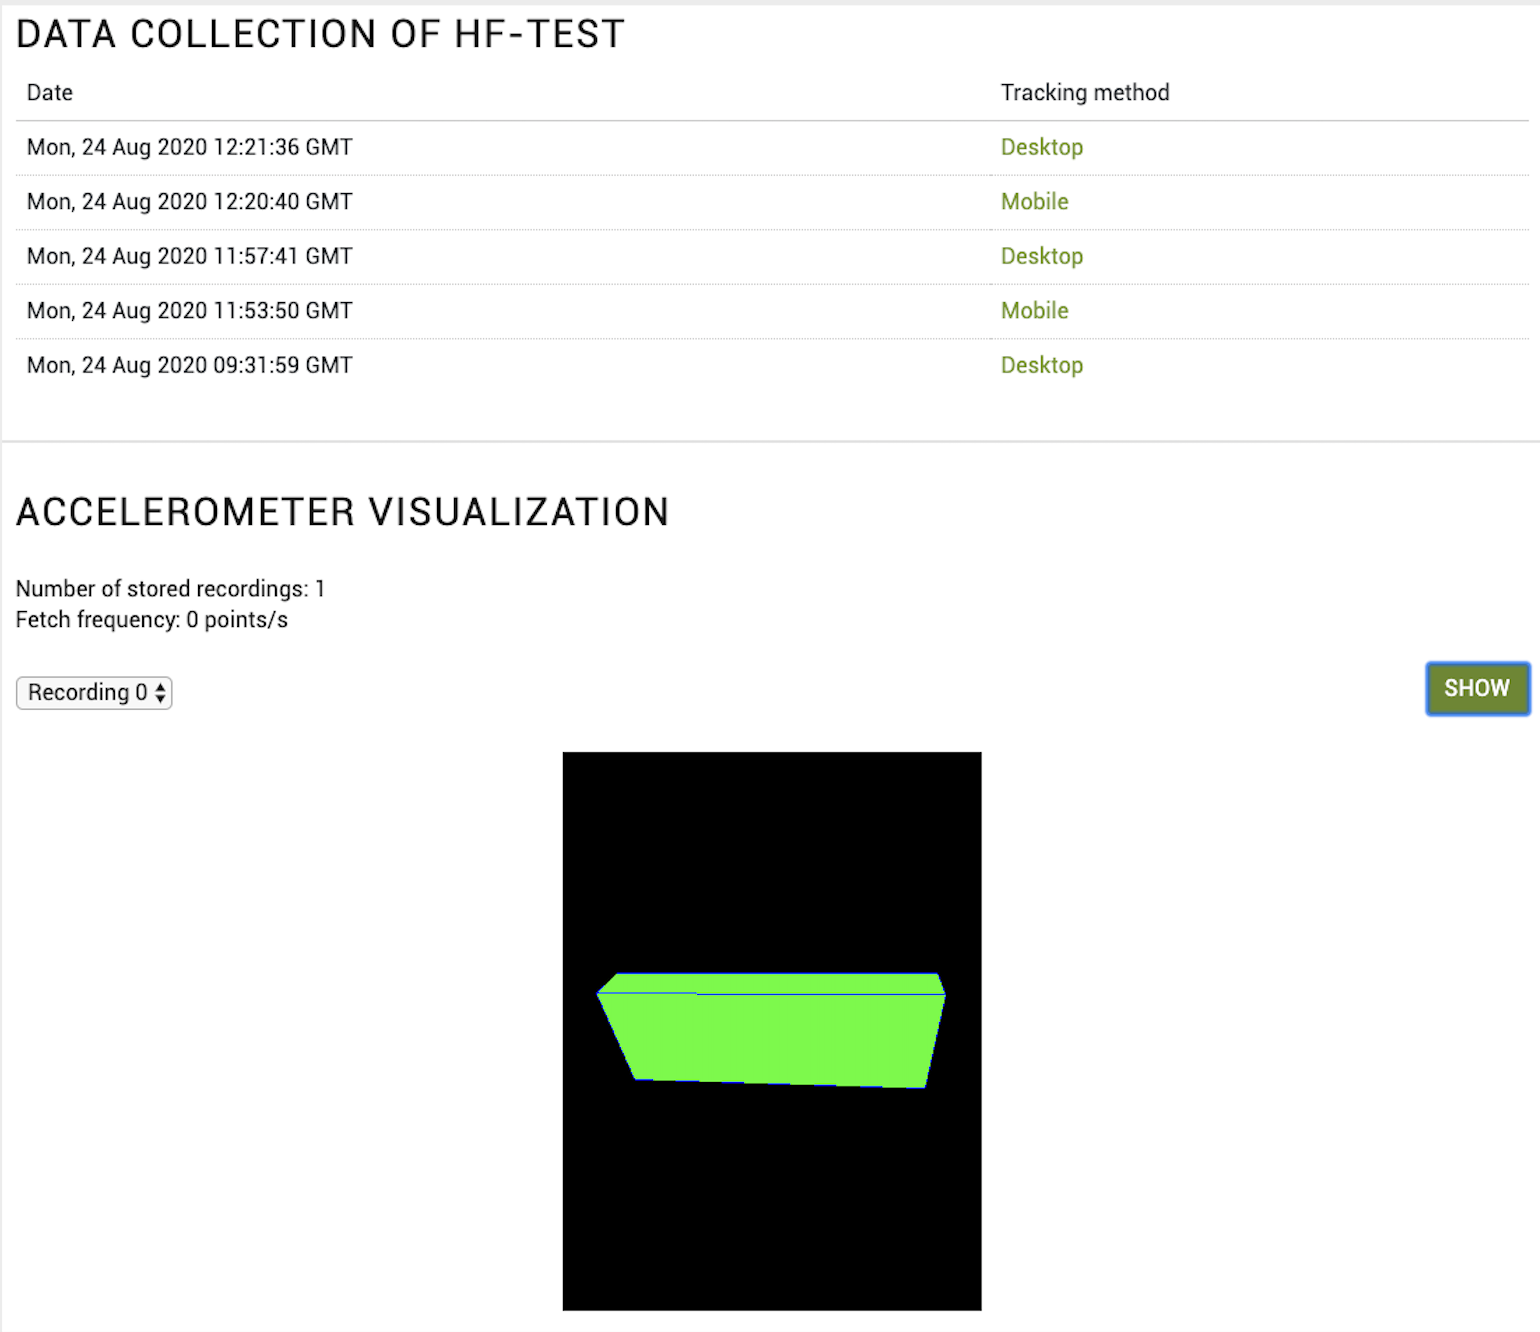 DATA COLLECTION OF HF-TEST
Date Tracking method
Mon, 24 Aug 2020 12:21:36 GMT Desktop
Mon, 24 Aug 2020 12:20:40 GMT Mobile
Mon, 24 Aug 2020 11:57:41 GMT Desktop
Mon, 24 Aug 2020 11:53:50 GMT Mobile
Mon, 24 Aug 2020 09:31:59 GMT Desktop
ACCELEROMETER VISUALIZATION
Number of stored recordings: 1
Fetch frequency: 0 points/s
Recording 0 SHOW